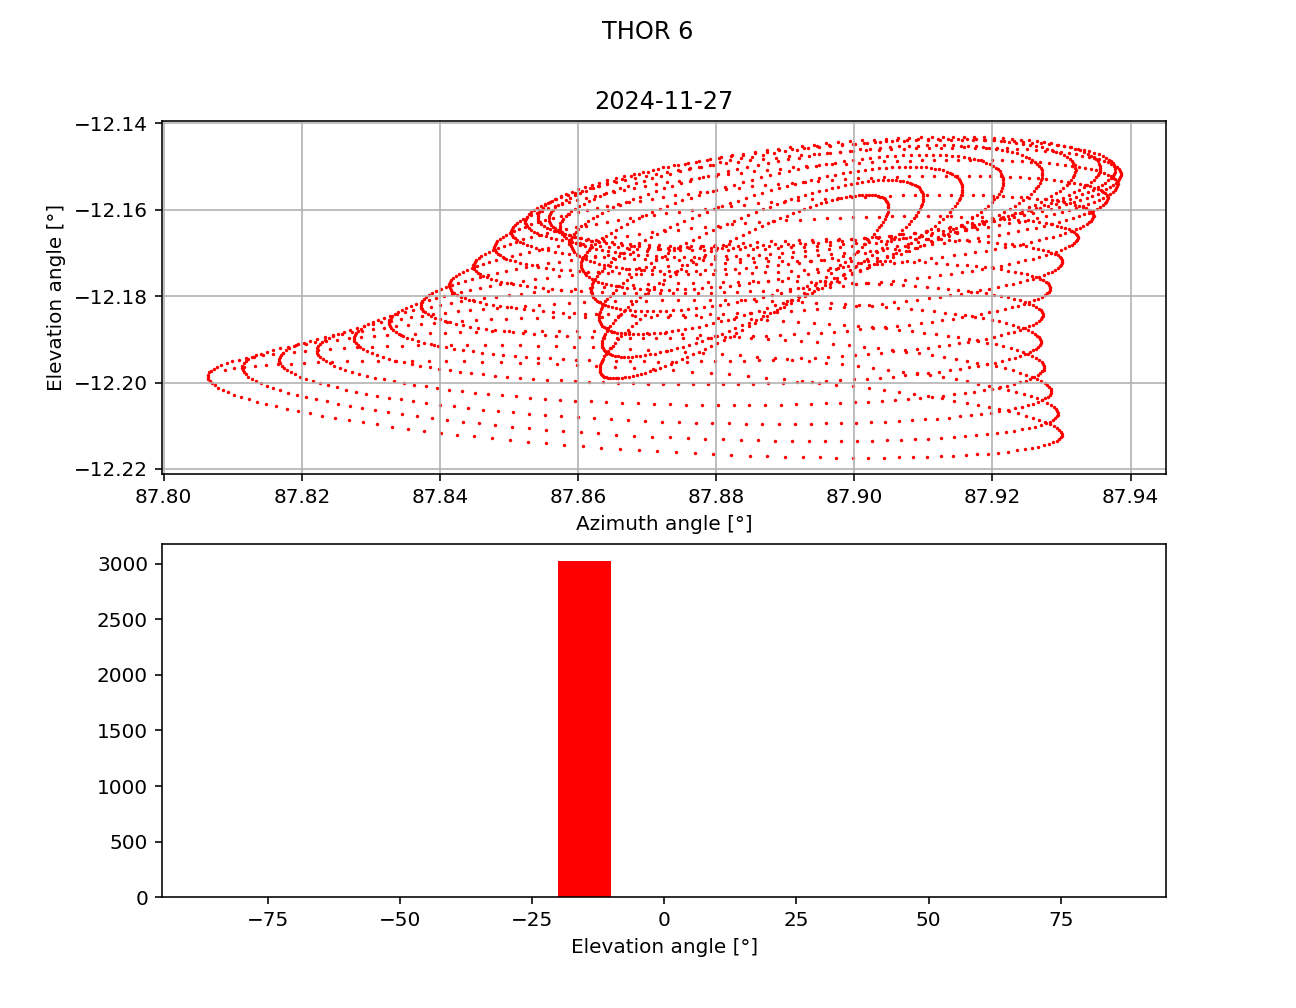 THOR 6
2024-11-27
−12.14
−12.16
−12.18
−12.20
−12.22
Elevation angle [°]
87.80 87.82 87.84 87.86 87.88 87.90 87.92 87.94
Azimuth angle [°]
3000
2500
2000
1500
1000
500
0
−75 −50 −25 0 25 50 75
Elevation angle [°]